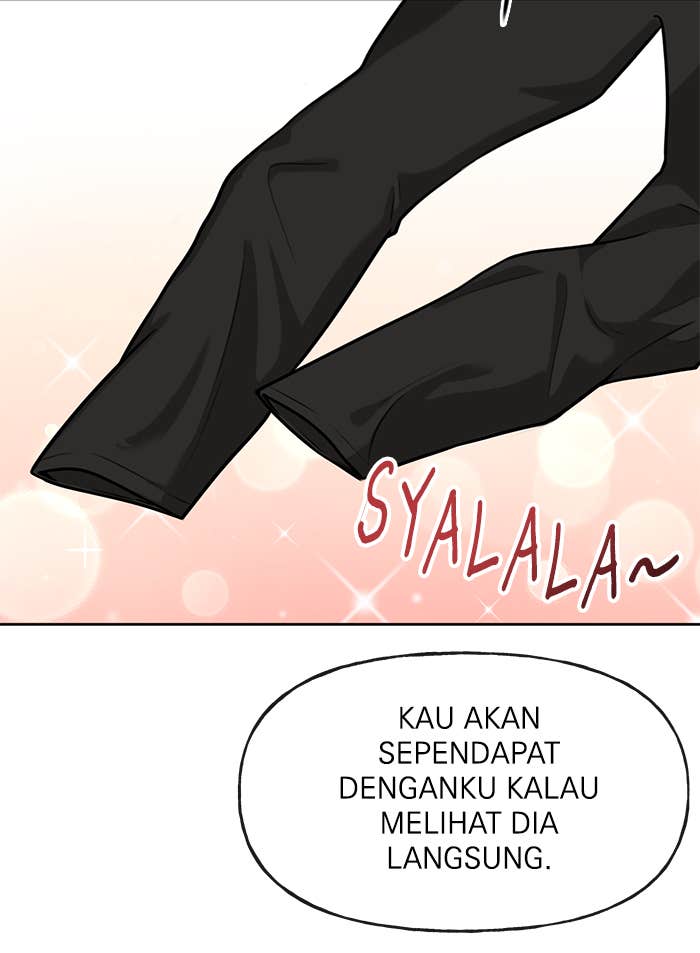 SYALALA~
KAU AKAN
SEPENDAPAT
DENGANKU KALAU
MELIHAT DIA
LANGSUNG.